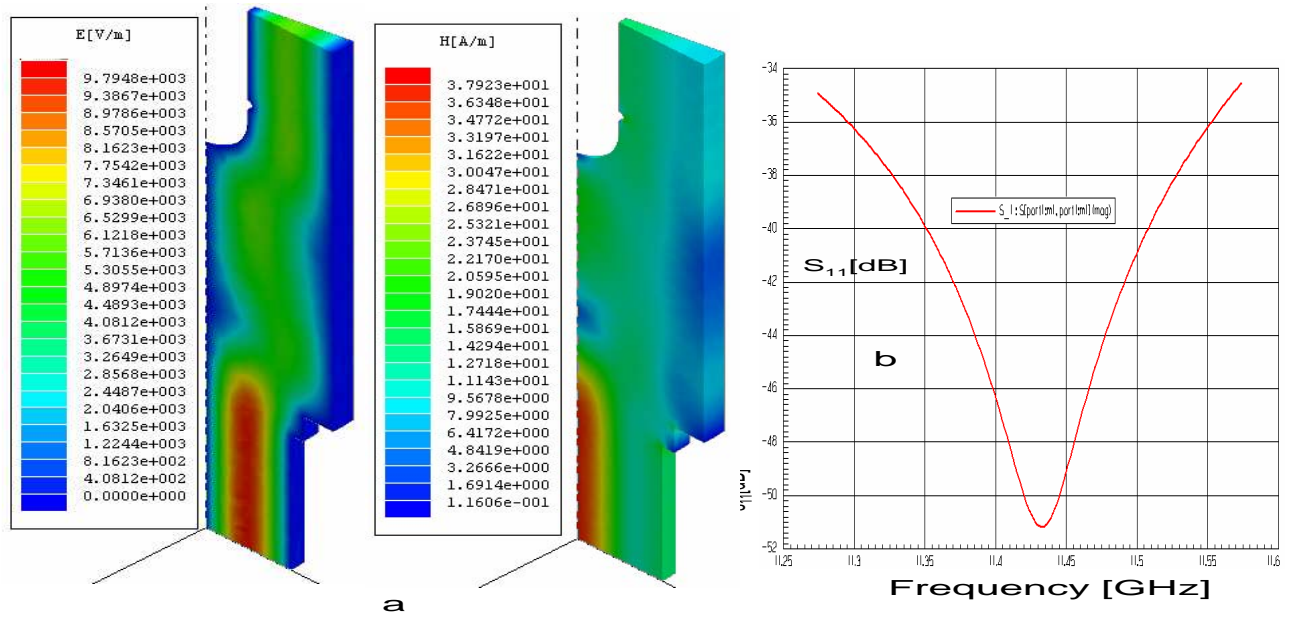 E[V/m]
9.7948e+003
9.3867e+003
8.9786e+003
8.5705e+003
8.1623e+003
7.7542e+003
7.3461e+003
6.9380e+003
6.5299e+003
6.1218e+003
5.7136e+003
5.3055e+003
4.8974e+003
4.4893e+003
4.0812e+003
3.6731e+003
3.2649e+003
2.8568e+003
2.4487e+003
2.0406e+003
1.6325e+003
1.2244e+003
8.1623e+002
4.0812e+002
0.0000e+000
H[A/m]
3.7923e+001
3.6348e+001
3.4772e+001
3.3197e+001
3.1622e+001
3.0047e+001
2.8471e+001
2.6896e+001
2.5321e+001
2.3745e+001
2.2170e+001
2.0595e+001
1.9020e+001
1.7444e+001
1.5869e+001
1.4294e+001
1.2718e+001
1.1143e+001
9.5678e+000
7.9925e+000
6.4172e+000
4.8419e+000
3.2666e+000
1.6914e+000
1.1606e-001
a
-34
-36
-38
-40
-42
-44
-46
-48
-50
-52
S_1:S[port1:m1, port1:m1](mag)
S₁₁[dB]
b
11.25 11.3 11.35 11.4 11.45 11.5 11.55 11.6
Frequency [GHz]